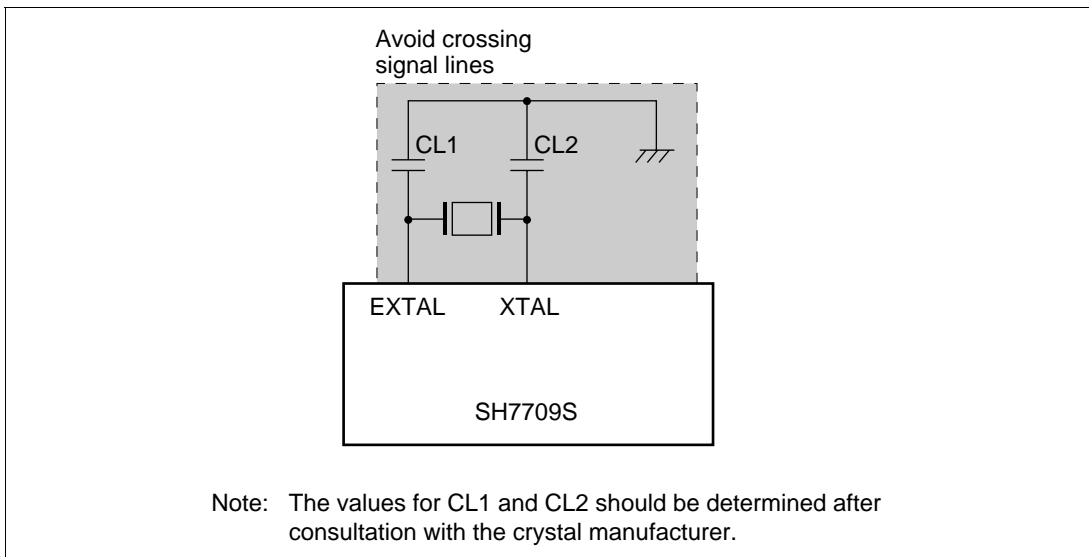 Avoid crossing
signal lines
CL1
CL2
EXTAL
XTAL
SH7709S
Note: The values for CL1 and CL2 should be determined after
consultation with the crystal manufacturer.